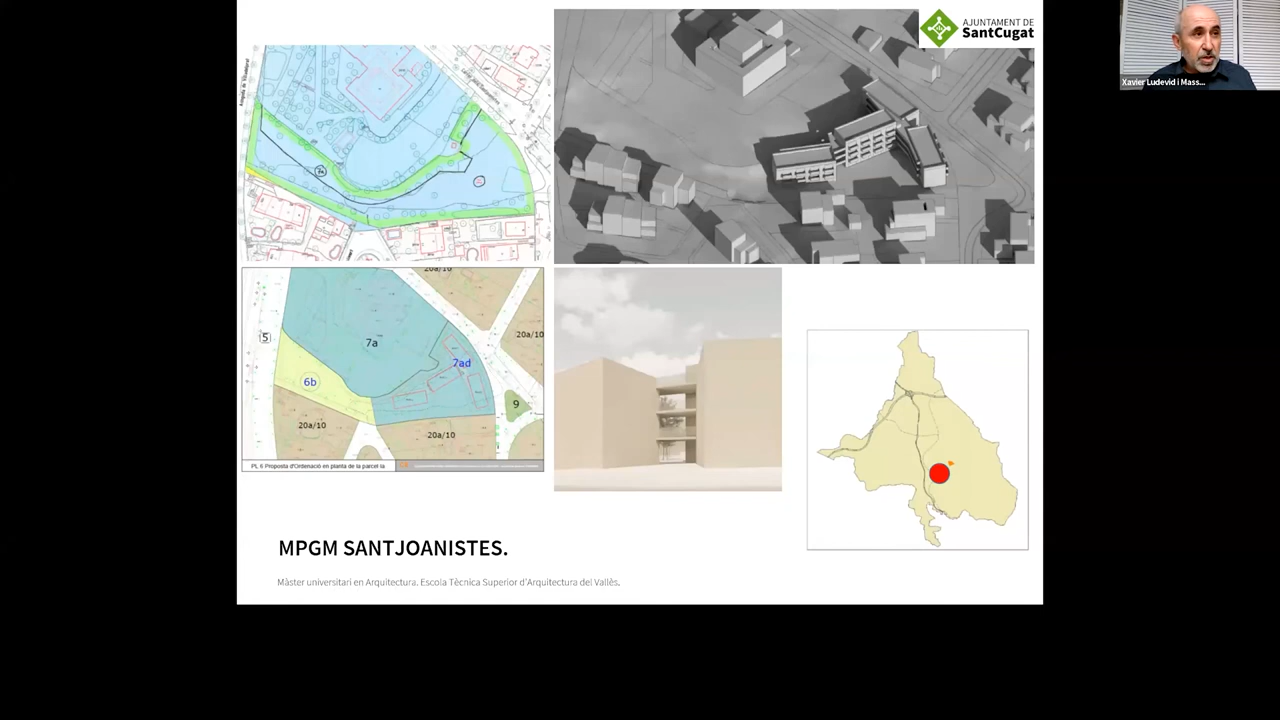 AJUNTAMENT DE
SantCugat
Xavier Ludevid i Mass...
7a
5
7a
7ad
6b
9
20a/10
20a/10
20a/10
20a/10
PL 6 Proposta d'Ordenació en planta de parcel·la
MPGM SANTJOANISTES.
Màster universitari en Arquitectura. Escola Tècnica Superior d'Arquitectura del Vallès.